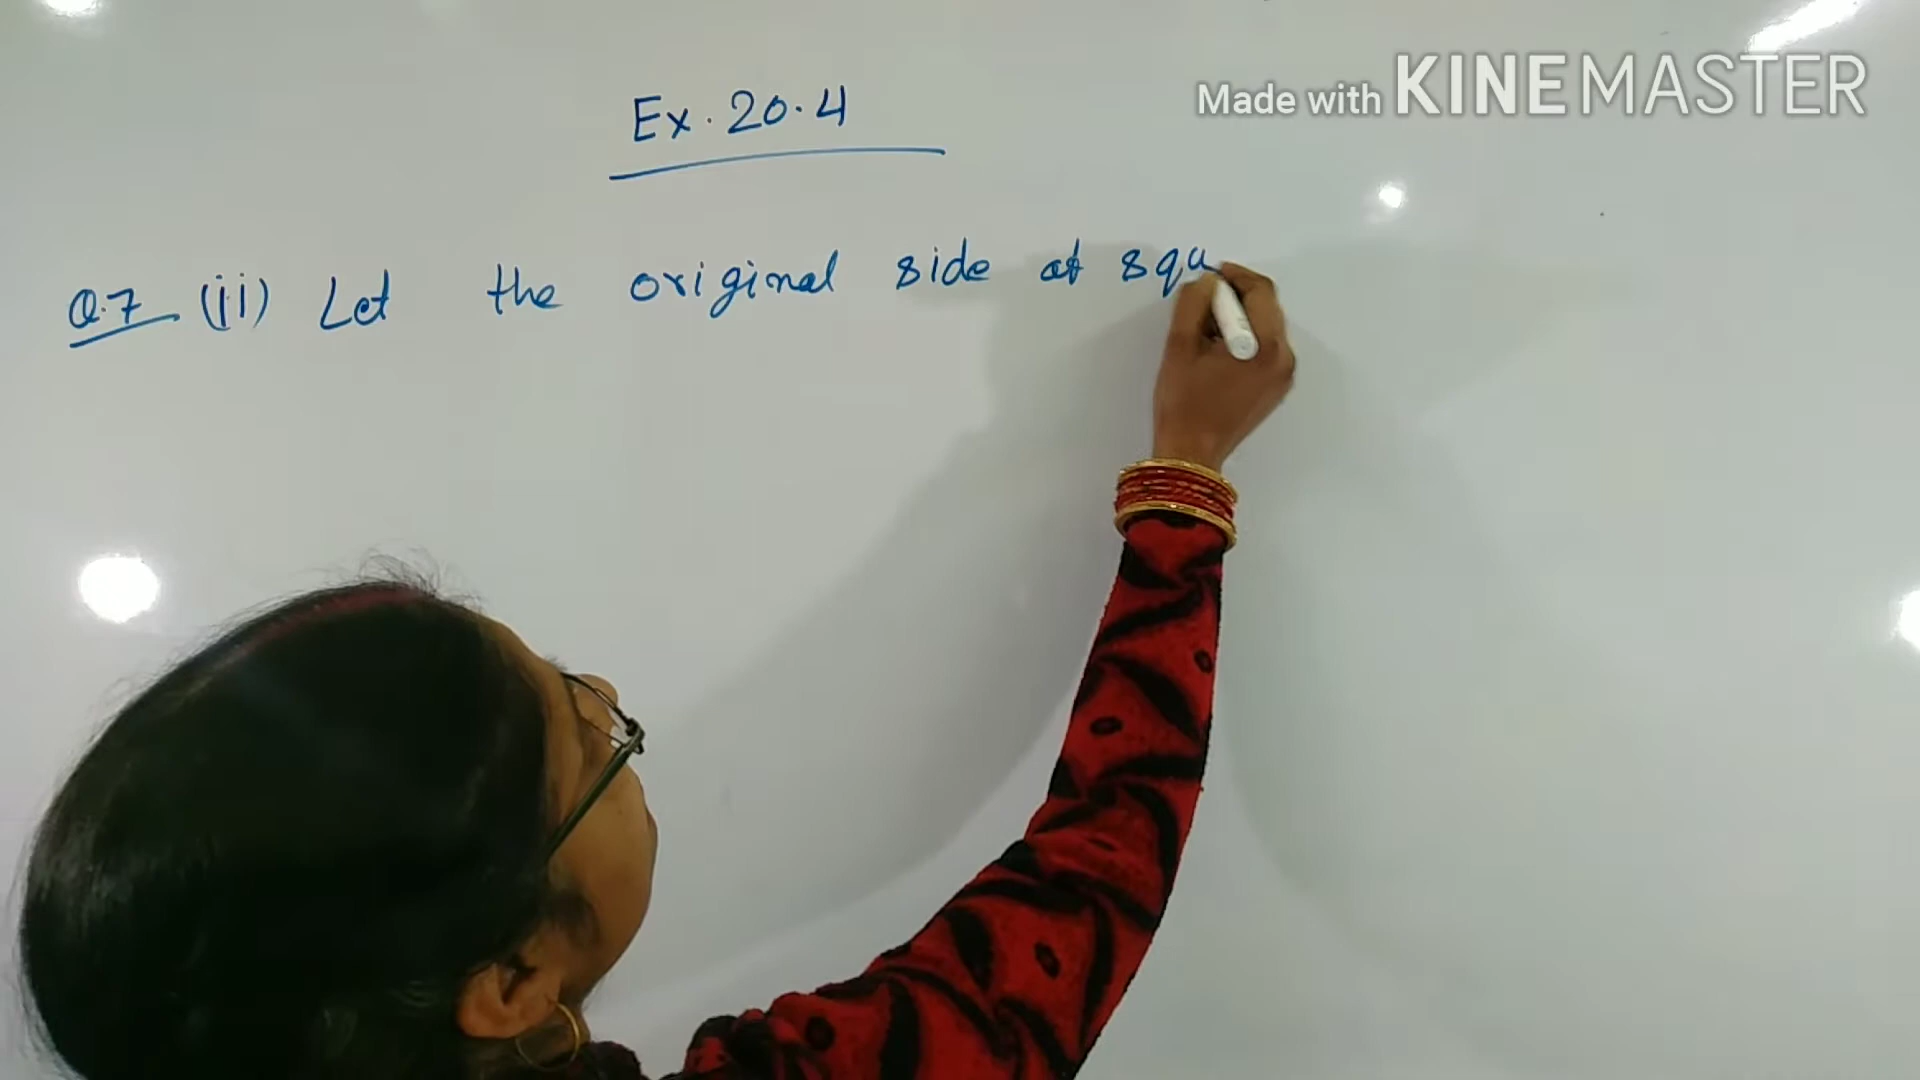 Made with KINEMASTER
Ex. 20.4
Q.7 (ii) Let the original side of squ